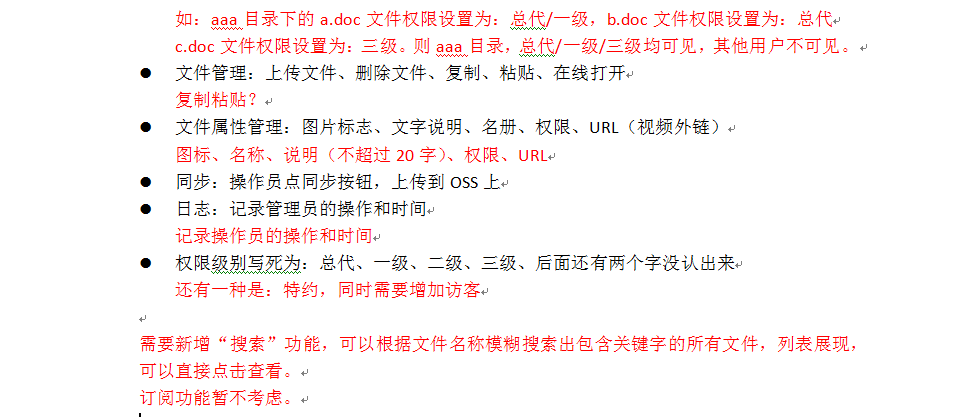 如：aaa 目录下的 a.doc 文件权限设置为：总代/一级，b.doc 文件权限设置为：总代
c.doc 文件权限设置为：三级。则 aaa 目录，总代/一级/三级均可见，其他用户不可见。
● 文件管理：上传文件、删除文件、复制、粘贴、在线打开
复制粘贴？
● 文件属性管理：图片标志、文字说明、名册、权限、URL（视频外链）
图标、名称、说明（不超过 20 字）、权限、URL
● 同步：操作员点同步按钮，上传到 OSS 上
● 日志：记录管理员的操作和时间
记录操作员的操作和时间
● 权限级别写死为：总代、一级、二级、三级、后面还有两个字没认出来
还有一种是：特约，同时需要增加访客
需要新增“搜索”功能，可以根据文件名称模糊搜索出包含关键字的所有文件，列表展现，
可以直接点击查看。
订阅功能暂不考虑。